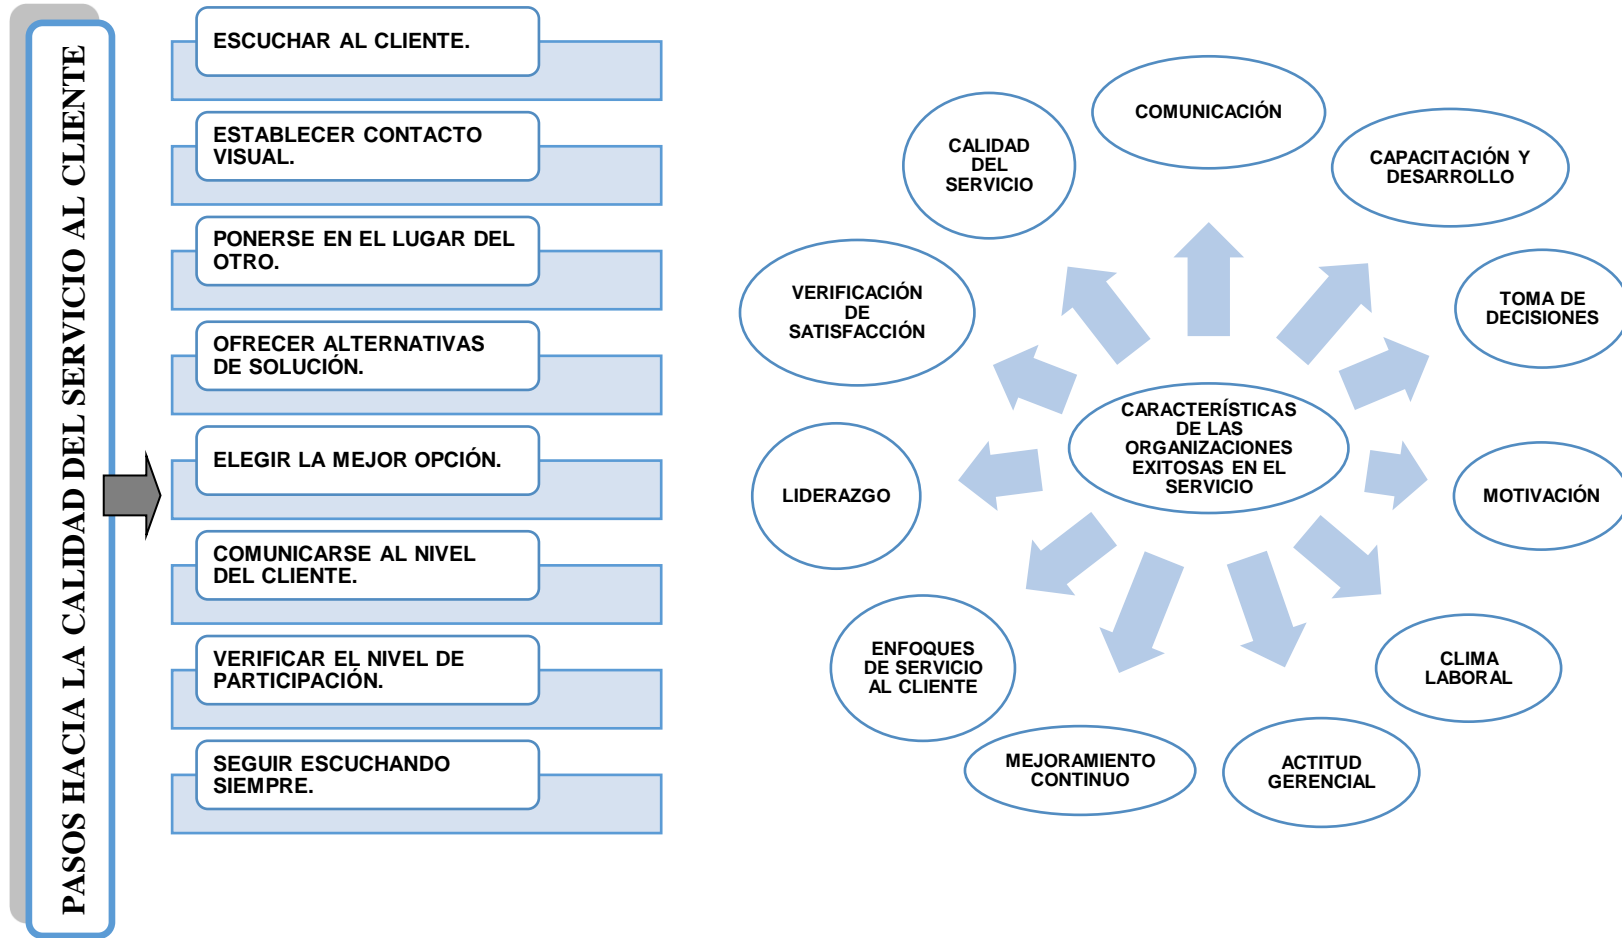 PASOS HACIA LA CALIDAD DEL SERVICIO AL CLIENTE
ESCUCHAR AL CLIENTE.
ESTABLECER CONTACTO
VISUAL.
PONERSE EN EL LUGAR DEL
OTRO.
OFRECER ALTERNATIVAS
DE SOLUCIÓN.
ELEGIR LA MEJOR OPCIÓN.
COMUNICARSE AL NIVEL
DEL CLIENTE.
VERIFICAR EL NIVEL DE
PARTICIPACIÓN.
SEGUIR ESCUCHANDO
SIEMPRE.
CARACTERÍSTICAS
DE LAS
ORGANIZACIONES
EXITOSAS EN EL
SERVICIO
COMUNICACIÓN
CAPACITACIÓN Y
DESARROLLO
TOMA DE
DECISIONES
MOTIVACIÓN
CLIMA
LABORAL
ACTITUD
GERENCIAL
MEJORAMIENTO
CONTINUO
ENFOQUES
DE SERVICIO
AL CLIENTE
LIDERAZGO
VERIFICACIÓN
DE
SATISFACCIÓN
CALIDAD
DEL
SERVICIO